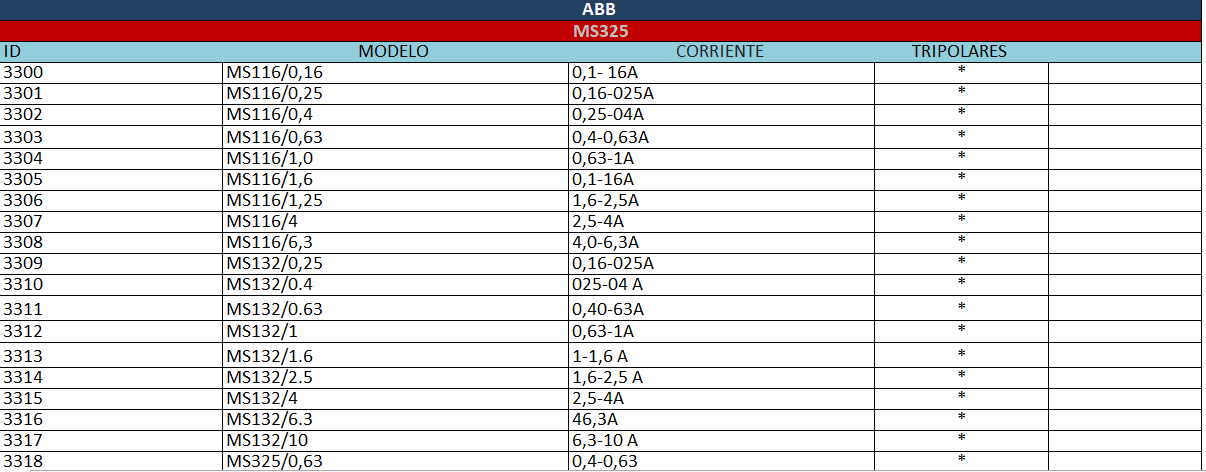 ABB
MS325
ID MODELO CORRIENTE TRIPOLARES
3300 MS116/0,16 0,1- 16A *
3301 MS116/0,25 0,16-025A *
3302 MS116/0,4 0,25-04A *
3303 MS116/0,63 0,4-0,63A *
3304 MS116/1,0 0,63-1A *
3305 MS116/1,6 0,1-16A *
3306 MS116/1,25 1,6-2,5A *
3307 MS116/4 2,5-4A *
3308 MS116/6,3 4,0-6,3A *
3309 MS132/0,25 0,16-025A *
3310 MS132/0.4 025-04 A *
3311 MS132/0.63 0,40-63A *
3312 MS132/1 0,63-1A *
3313 MS132/1.6 1-1,6 A *
3314 MS132/2.5 1,6-2,5 A *
3315 MS132/4 2,5-4A *
3316 MS132/6.3 46,3A *
3317 MS132/10 6,3-10 A *
3318 MS325/0,63 0,4-0,63 *